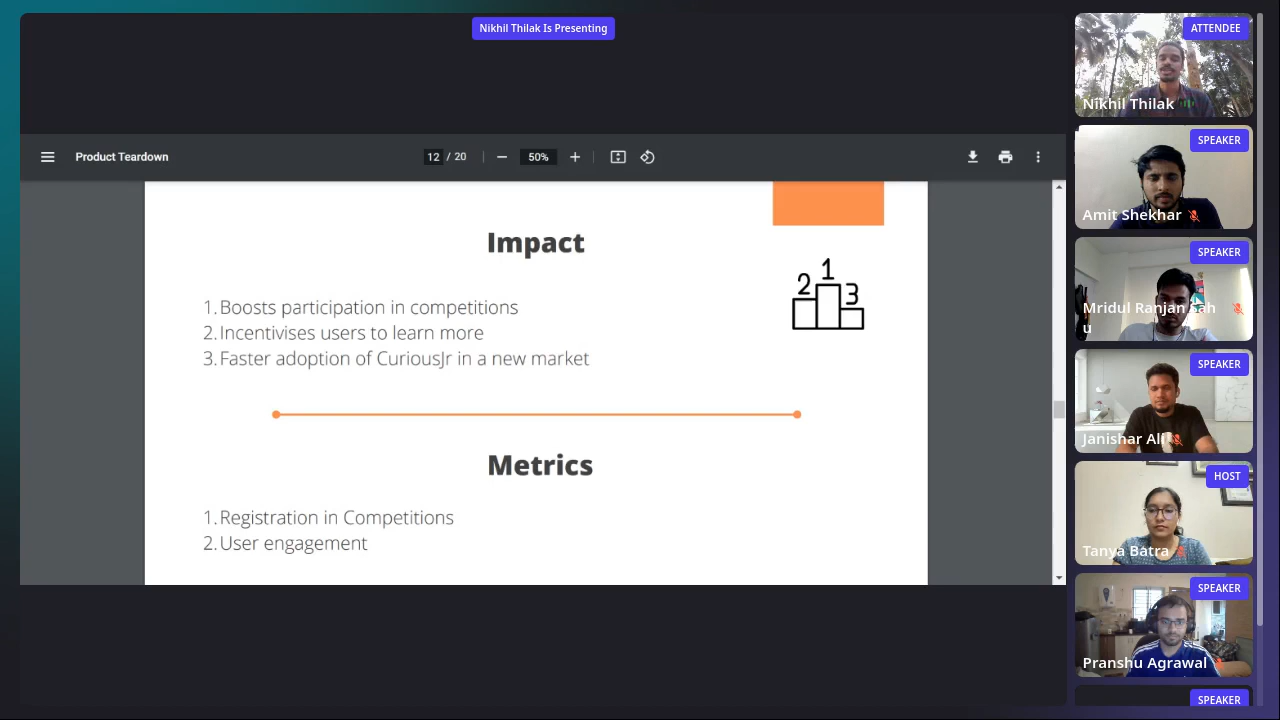 Nikhil Thilak Is Presenting
Product Teardown
12 / 20
50%
Impact
1. Boosts participation in competitions
2. Incentivises users to learn more
3. Faster adoption of CuriousJr in a new market
2 1 3
Metrics
1. Registration in Competitions
2. User engagement
ATTENDEE
Nikhil Thilak
SPEAKER
Amit Shekhar
SPEAKER
Mridul Ranjan Sah
u
SPEAKER
Janishar Ali
HOST
Tanya Batra
SPEAKER
Pranshu Agrawal
SPEAKER